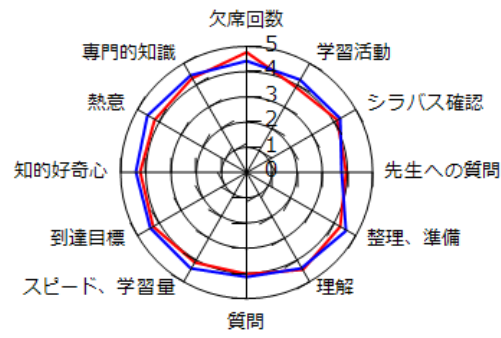 欠席回数
学習活動
シラバス確認
先生への質問
整理、準備
理解
質問
スピード、学習量
到達目標
知的好奇心
熱意
専門的知識
5
4
3
2
1
0